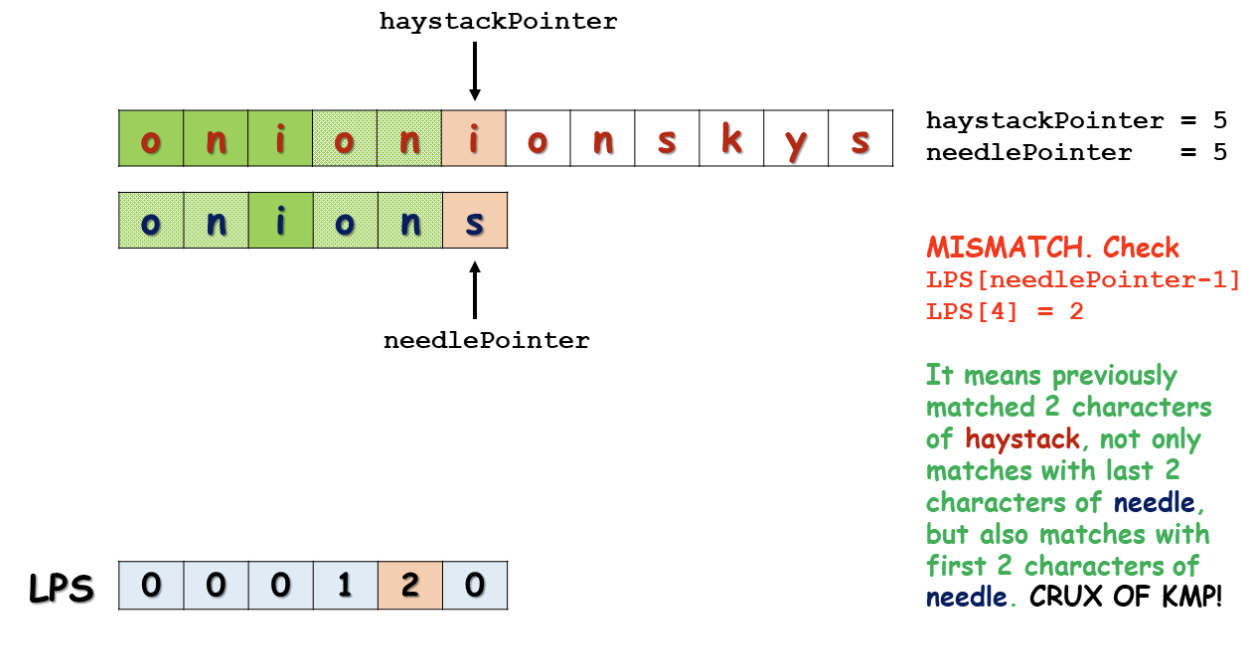 haystackPointer
o n i o n i o n s k y s
haystackPointer = 5
needlePointer = 5
o n i o n s
needlePointer
MISMATCH. Check
LPS[needlePointer-1]
LPS[4] = 2
It means previously
matched 2 characters
of haystack, not only
matches with last 2
characters of needle,
but also matches with
first 2 characters of
needle. CRUX OF KMP!
LPS 0 0 0 1 2 0